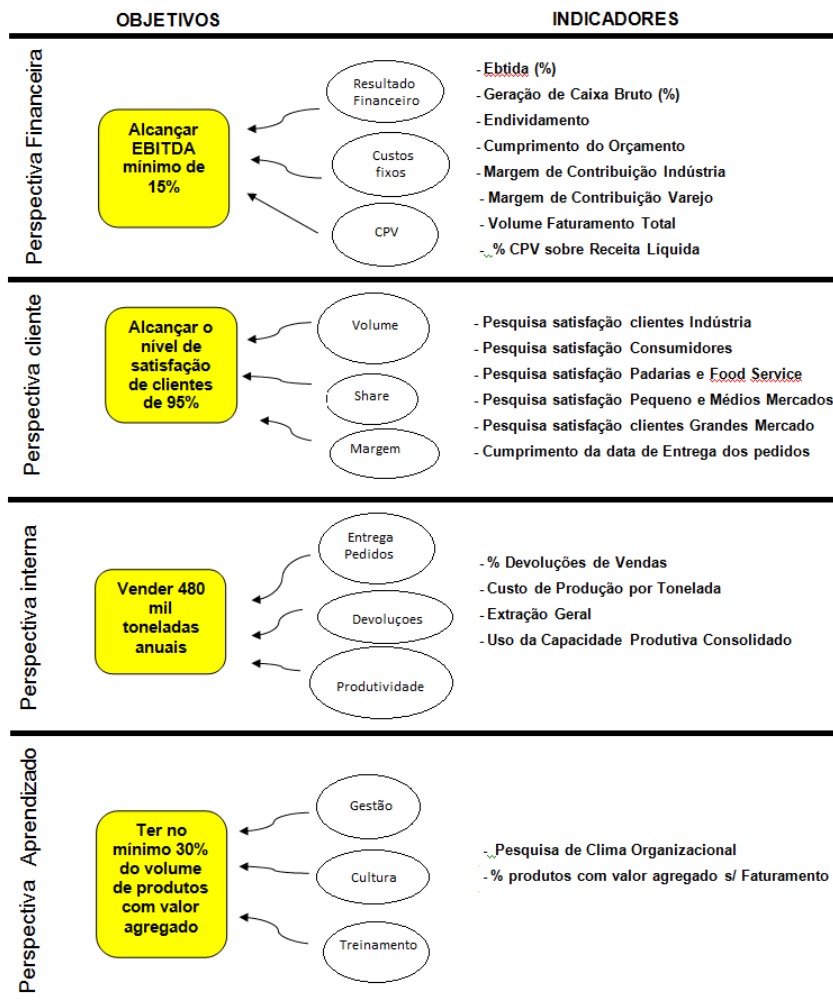 OBJETIVOS
INDICADORES
Perspectiva Financeira
Alcançar
EBITDA
mínimo de
15%
Resultado
Financeiro
Custos
fixos
CPV
- Ebtida (%)
- Geração de Caixa Bruto (%)
- Endividamento
- Cumprimento do Orçamento
- Margem de Contribuição Indústria
- Margem de Contribuição Varejo
- Volume Faturamento Total
- % CPV sobre Receita Líquida
Perspectiva cliente
Alcançar o
nível de
satisfação
de clientes
de 95%
Volume
Share
Margem
- Pesquisa satisfação clientes Indústria
- Pesquisa satisfação Consumidores
- Pesquisa satisfação Padarias e Food Service
- Pesquisa satisfação Pequeno e Médios Mercados
- Pesquisa satisfação clientes Grandes Mercado
- Cumprimento da data de Entrega dos pedidos
Perspectiva interna
Vender 480
mil
toneladas
anuais
Entrega
Pedidos
Devoluçoes
Produtividade
- % Devoluções de Vendas
- Custo de Produção por Tonelada
- Extração Geral
- Uso da Capacidade Produtiva Consolidado
Perspectiva Aprendizado
Ter no
mínimo 30%
do volume
de produtos
com valor
agregado
Gestão
Cultura
Treinamento
- Pesquisa de Clima Organizacional
- % produtos com valor agregado s/ Faturamento